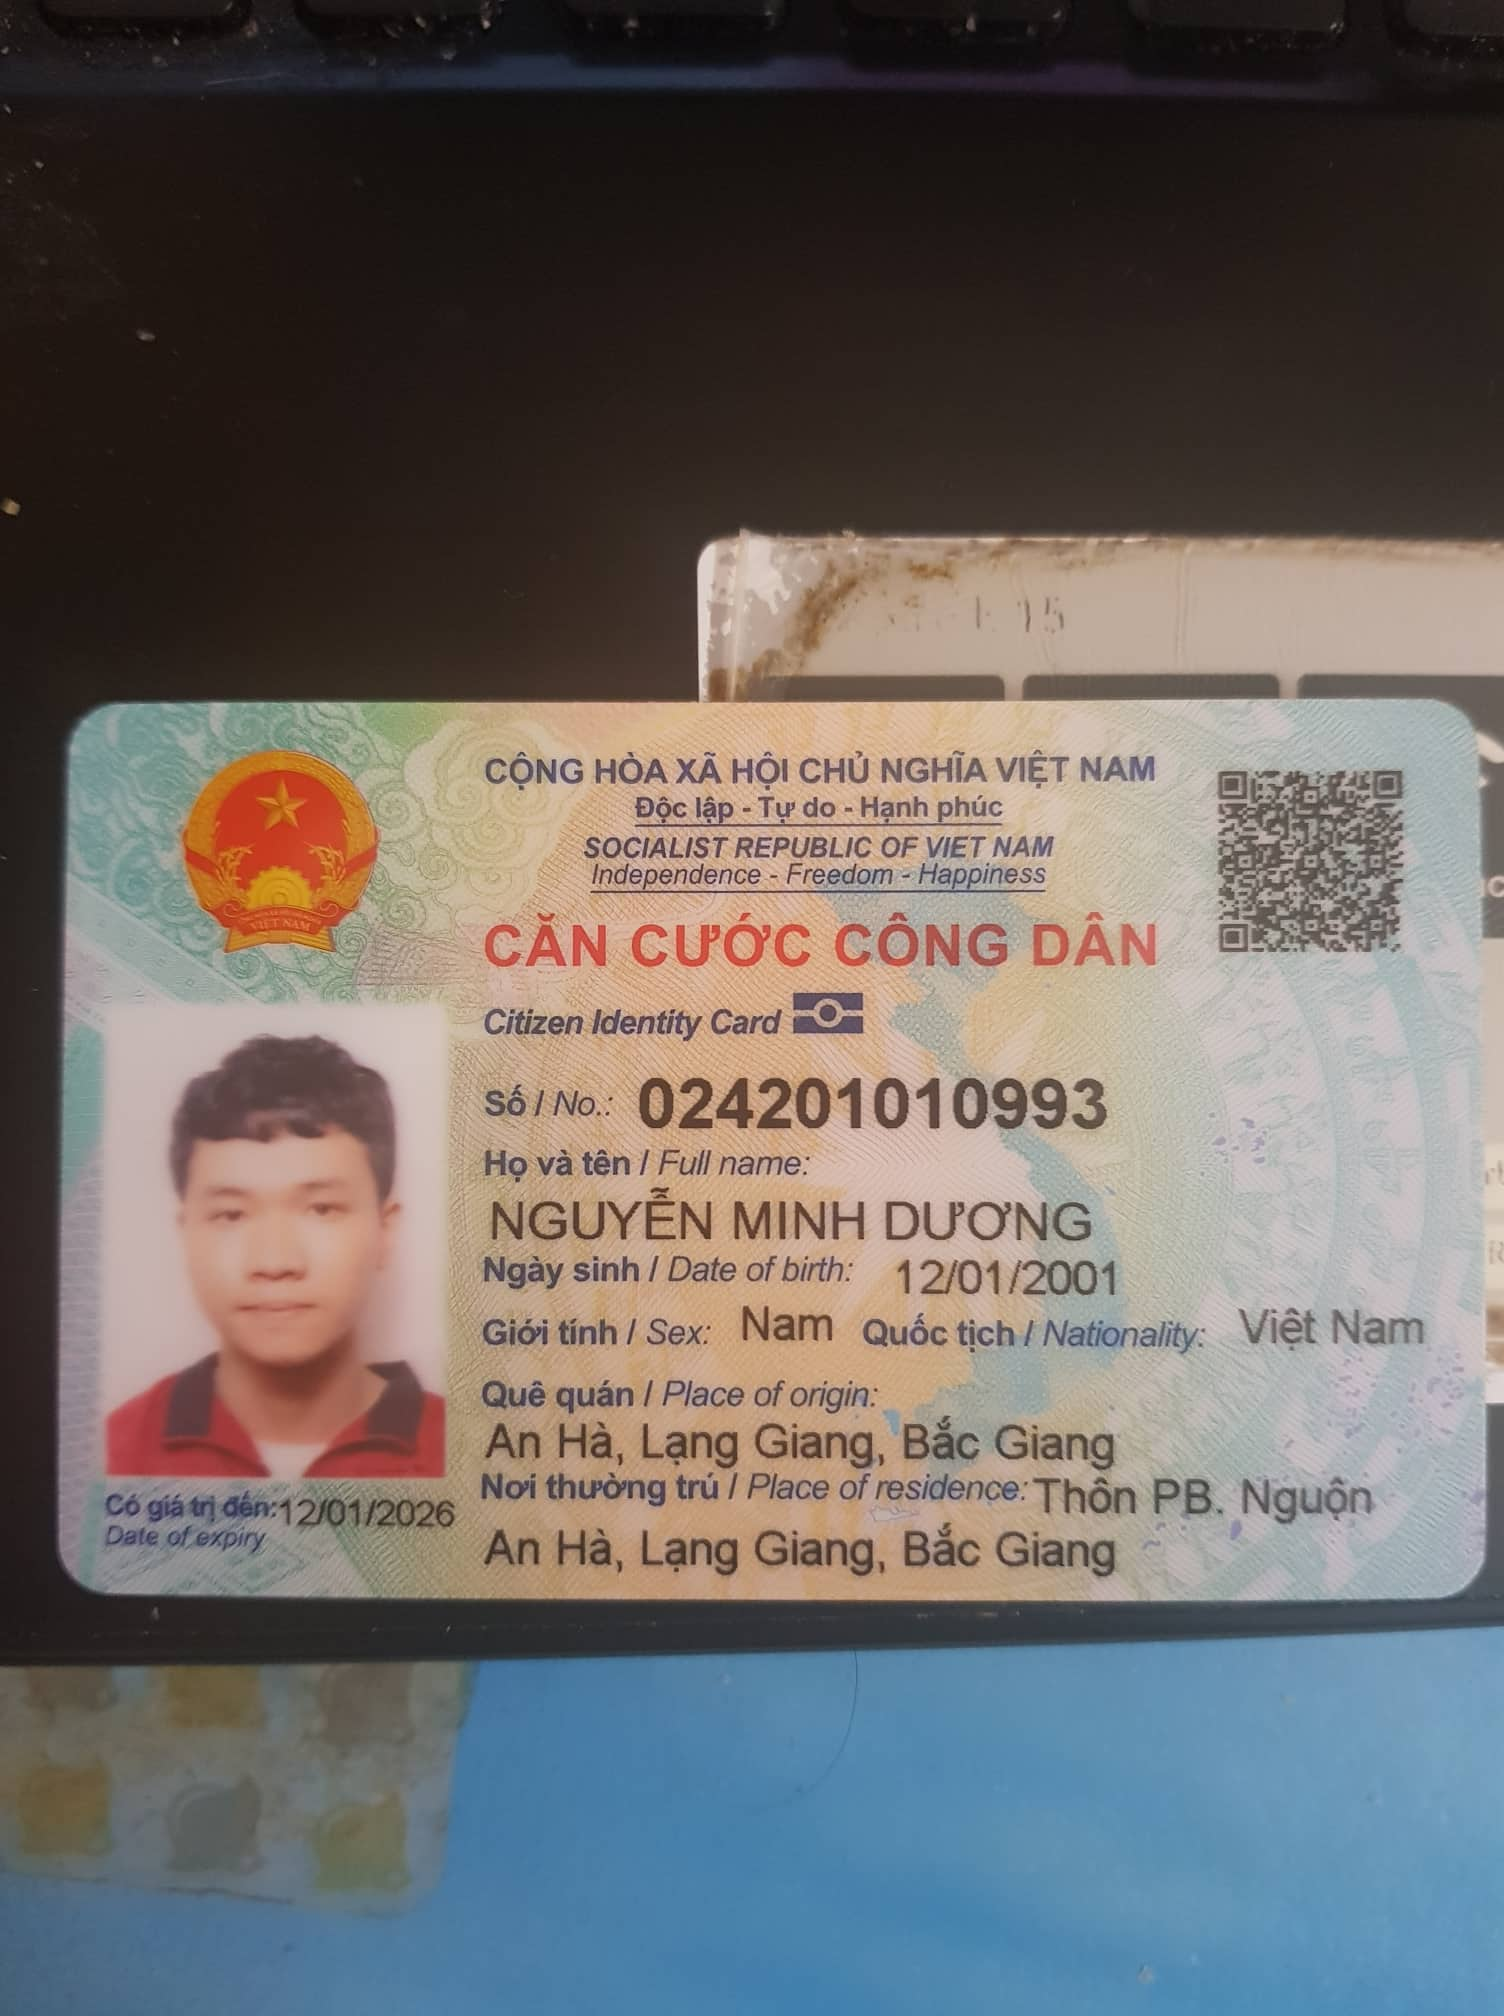 CỘNG HÒA XÃ HỘI CHỦ NGHĨA VIỆT NAM
Độc lập - Tự do - Hạnh phúc
SOCIALIST REPUBLIC OF VIET NAM
Independence - Freedom - Happiness
CĂN CƯỚC CÔNG DÂN
Citizen Identity Card
Số / No.: 024201010993
Họ và tên / Full name:
NGUYỄN MINH DƯƠNG
Ngày sinh / Date of birth: 12/01/2001
Giới tính / Sex: Nam Quốc tịch / Nationality: Việt Nam
Quê quán / Place of origin:
An Hà, Lạng Giang, Bắc Giang
Nơi thường trú / Place of residence: Thôn PB. Nguộn
An Hà, Lạng Giang, Bắc Giang
Có giá trị đến: 12/01/2026
Date of expiry
VIỆT NAM